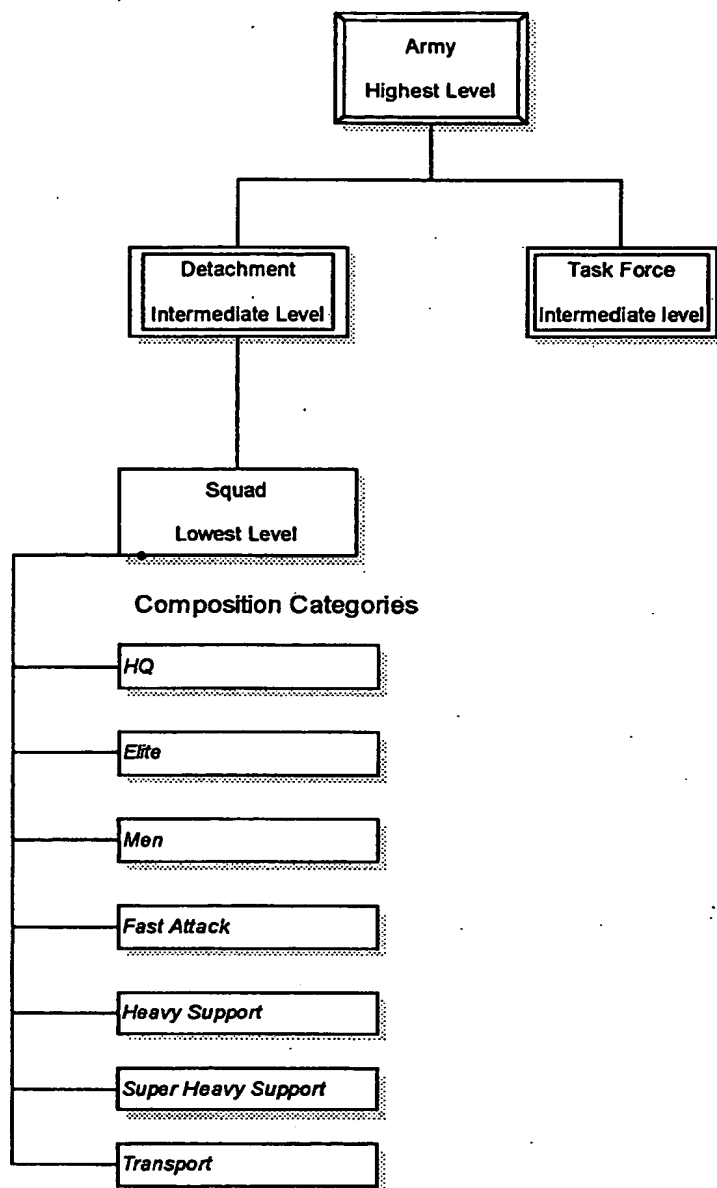 Army
Highest Level
Detachment
Intermediate Level
Task Force
Intermediate level
Squad
Lowest Level
Composition Categories
HQ
Elite
Men
Fast Attack
Heavy Support
Super Heavy Support
Transport